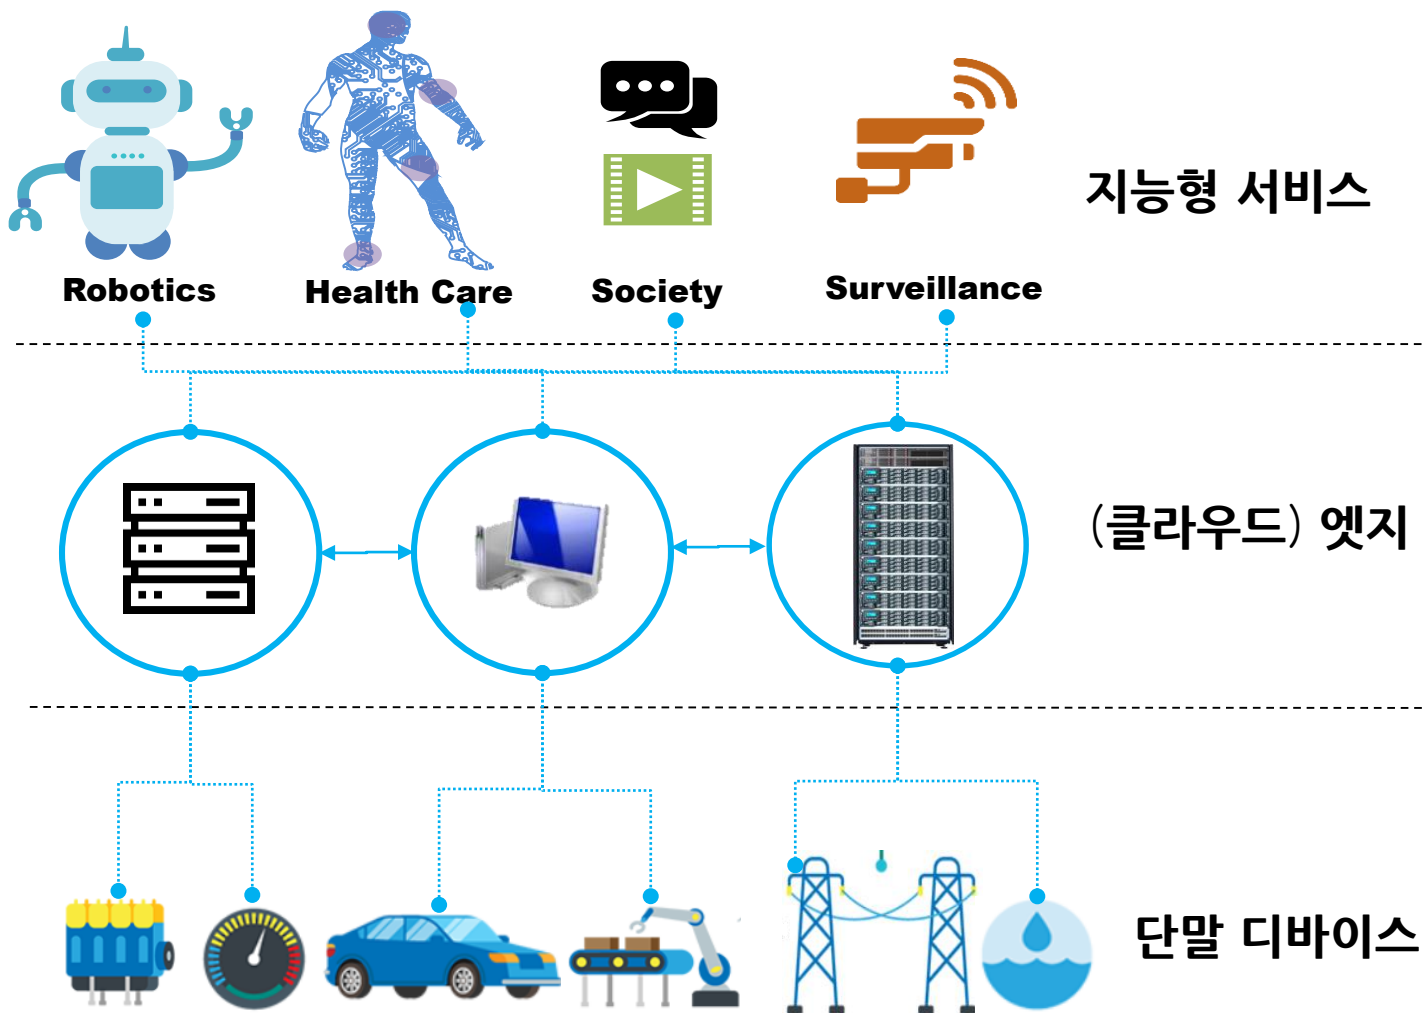 지능형 서비스
Robotics
Health Care
Society
Surveillance
(클라우드) 엣지
단말 디바이스